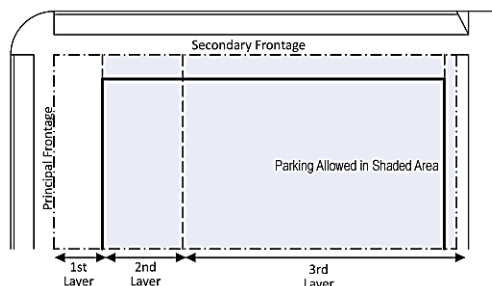 Secondary Frontage
Principal Frontage
Parking Allowed in Shaded Area
1st
Layer
2nd
Layer
3rd
Layer